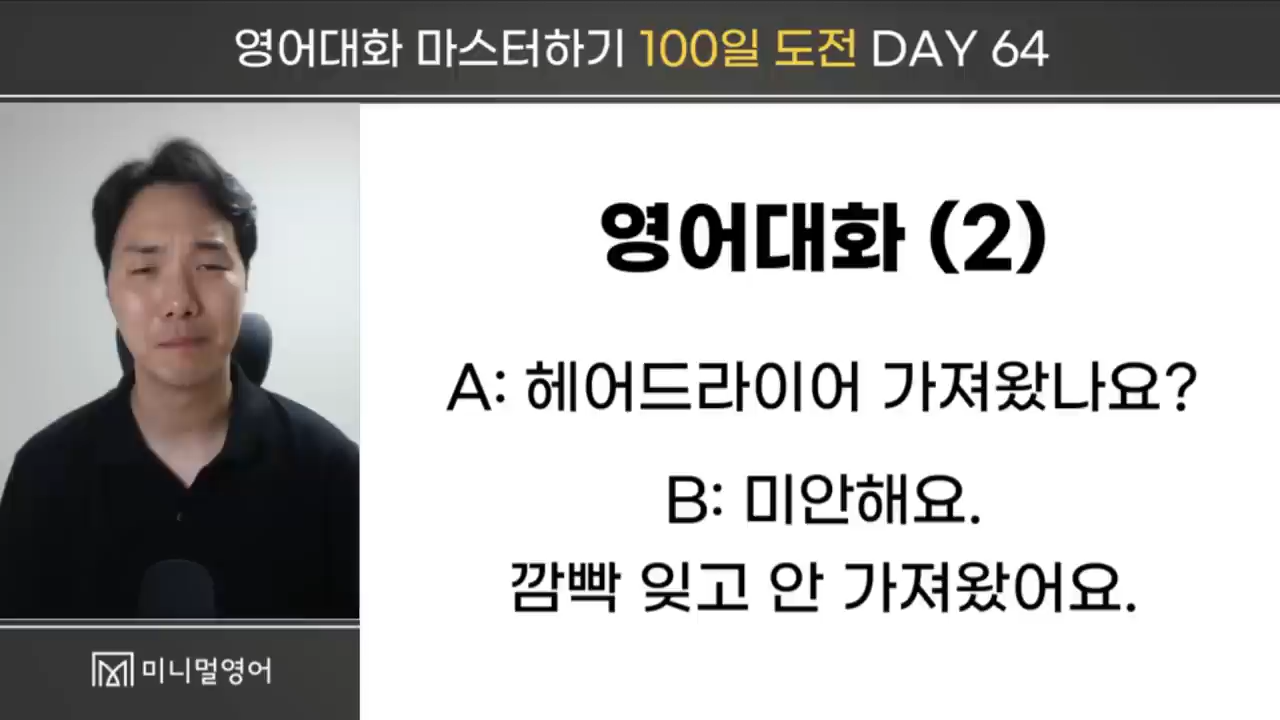 영어대화 마스터하기 100일 도전 DAY 64
영어대화 (2)
A: 헤어드라이어 가져왔나요?
B: 미안해요.
깜빡 잊고 안 가져왔어요.
미니멀영어